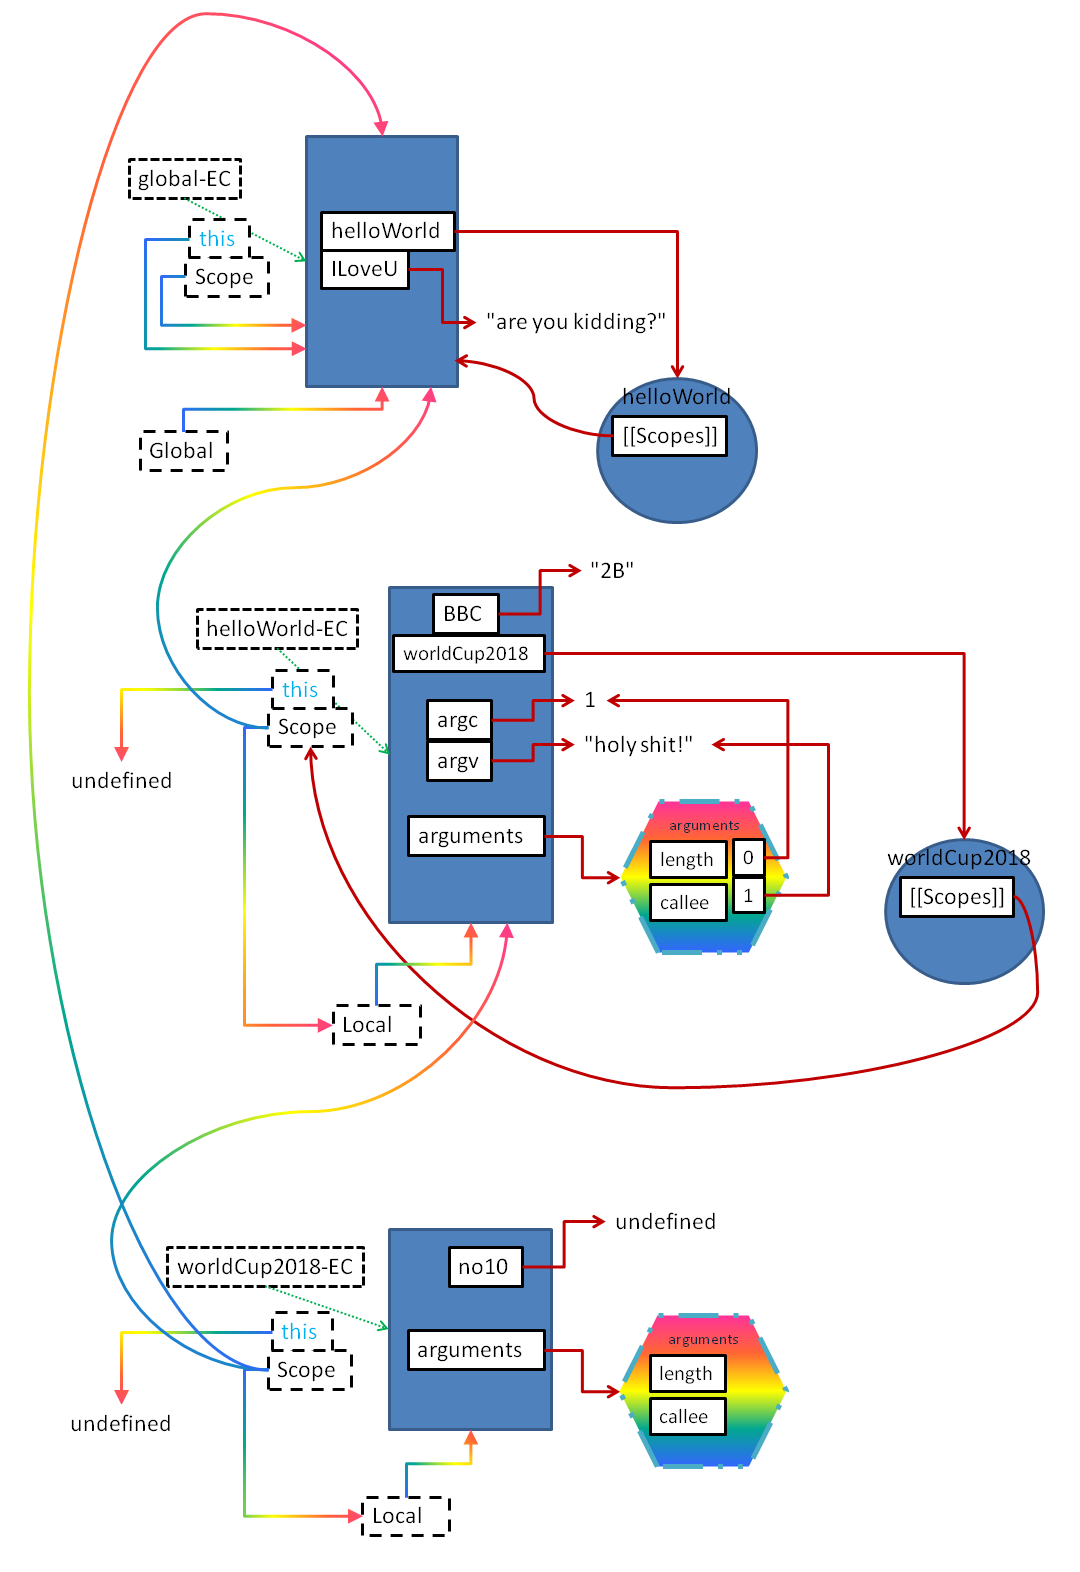 global-EC
this
Scope
helloWorld
ILoveU
"are you kidding?"
helloWorld
[[Scopes]]
Global
"2B"
BBC
helloWorld-EC
worldCup2018
this
Scope
argc
1
argv
"holy shit!"
undefined
arguments
arguments
length
0
callee
1
worldCup2018
[[Scopes]]
Local
undefined
worldCup2018-EC
no10
this
Scope
arguments
arguments
length
callee
undefined
Local